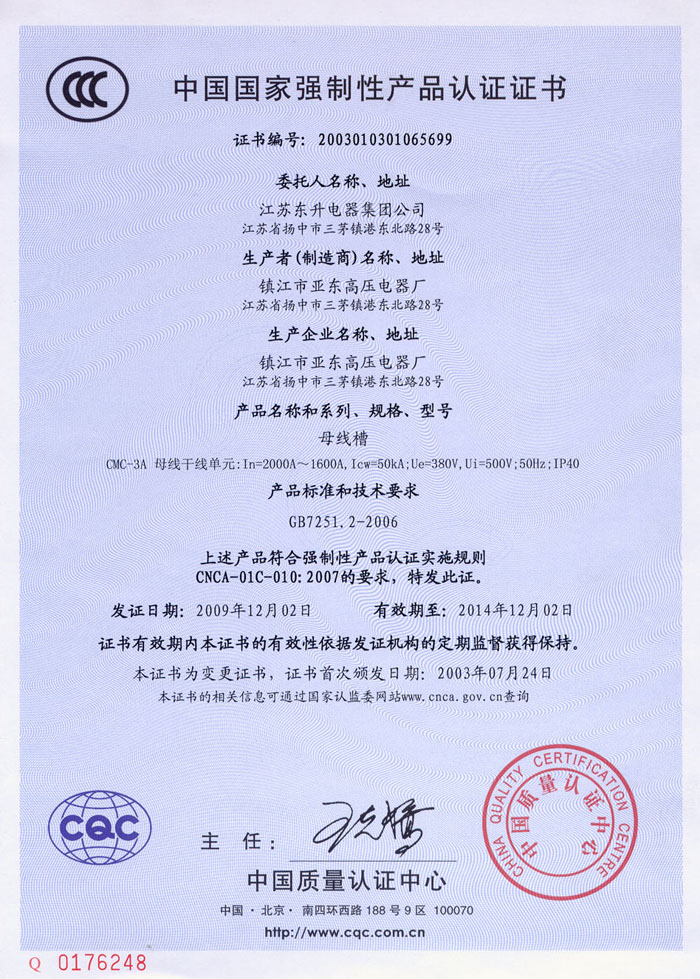 中国国家强制性产品认证证书
证书编号：2003010301065699
委托人名称、地址
江苏东升电器集团公司
江苏省扬中市三茅镇港东北路28号
生产者(制造商)名称、地址
镇江市亚东高压电器厂
江苏省扬中市三茅镇港东北路28号
生产企业名称、地址
镇江市亚东高压电器厂
江苏省扬中市三茅镇港东北路28号
产品名称和系列、规格、型号
母线槽
CMC-3A 母线干线单元:In=2000A～1600A,Icw=50kA;Ue=380V,Ui=500V;50Hz;IP40
产品标准和技术要求
GB7251.2-2006
上述产品符合强制性产品认证实施规则
CNCA-01C-010:2007的要求，特发此证。
发证日期：2009年12月02日 有效期至：2014年12月02日
证书有效期内本证书的有效性依据发证机构的定期监督获得保持。
本证书为变更证书，证书首次颁发日期：2003年07月24日
本证书的相关信息可通过国家认监委网站www.cnca.gov.cn查询
CHINA QUALITY CERTIFICATION CENTRE
中国质量认证中心
CQC
主 任：
中国质量认证中心
中国·北京·南四环西路188号9区 100070
http://www.cqc.com.cn
Q 0176248